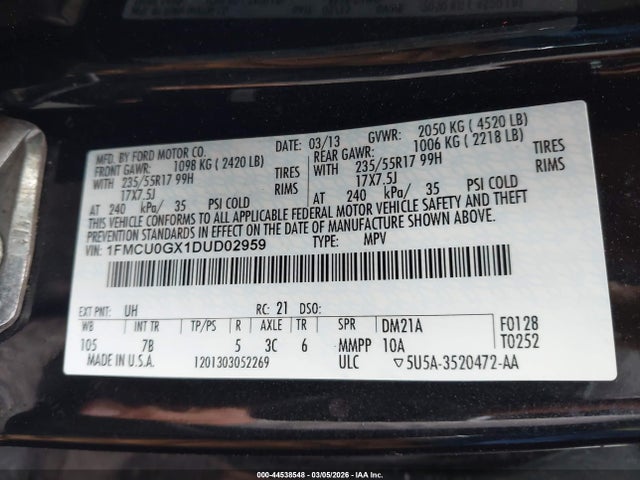 MFD. BY FORD MOTOR CO.
DATE: 03/13 GVWR: 2050 KG ( 4520 LB)
FRONT GAWR: 1098 KG ( 2420 LB) REAR GAWR: 1006 KG ( 2218 LB)
WITH 235/55R17 99H TIRES WITH 235/55R17 99H TIRES
17X7.5J RIMS 17X7.5J RIMS
AT 240 kPa/ 35 PSI COLD AT 240 kPa/ 35 PSI COLD
THIS VEHICLE CONFORMS TO ALL APPLICABLE FEDERAL MOTOR VEHICLE SAFETY AND THEFT
PREVENTION STANDARDS IN EFFECT ON THE DATE OF MANUFACTURE SHOWN ABOVE.
VIN: 1FMCU0GX1DUD02959 TYPE: MPV
EXT PNT: UH RC: 21 DSO:
WB INT TR TP/PS R AXLE TR SPR DM21A F0128
105 7B 5 3C 6 MMPP 10A T0252
MADE IN U.S.A. 1201303052269 ULC 5U5A-3520472-AA
000-44538548 - 03/05/2026 - IAA Inc.